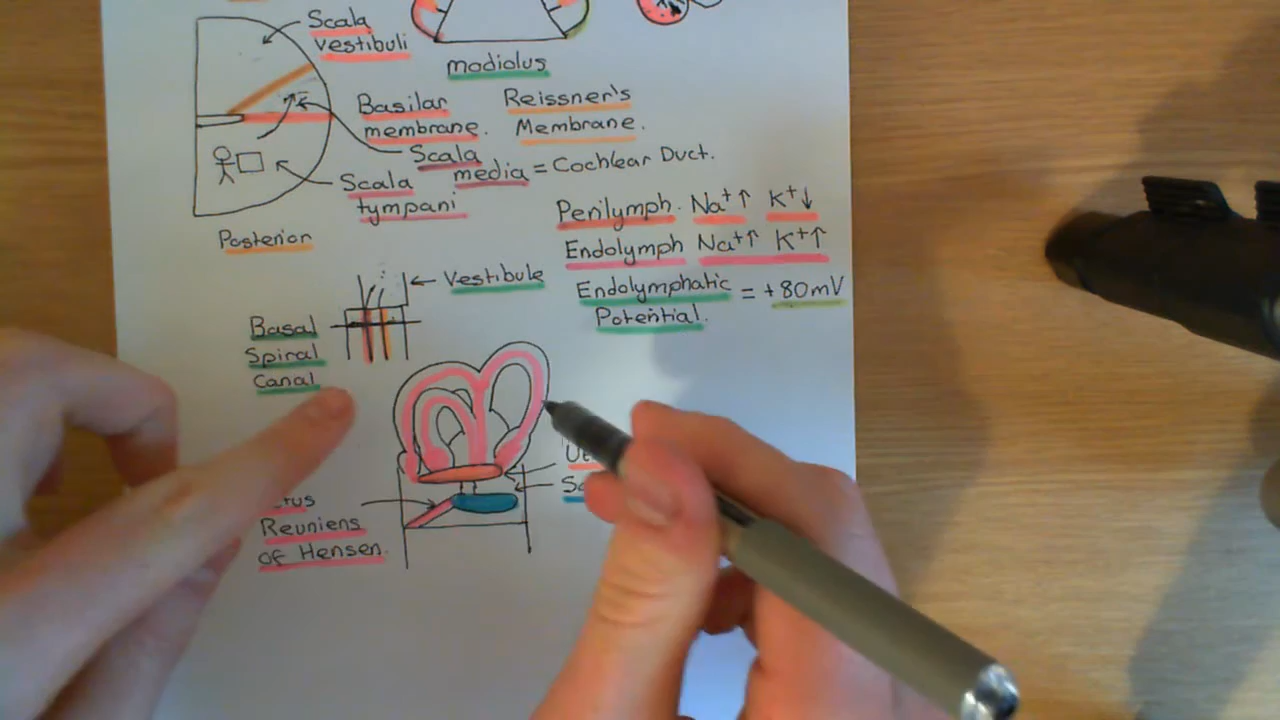 Scala
vestibuli
modiolus
Basilar
membrane.
Reissner's
Membrane.
Scala
media = Cochlear Duct.
Scala
tympani
Perilymph. Na⁺↑ K⁺↓
Posterior
Endolymph Na⁺↑ K⁺↑
Vestibule
Endolymphatic
Potential. = +80mV
Basal
Spiral
Canal
Reuniens
of Hensen.